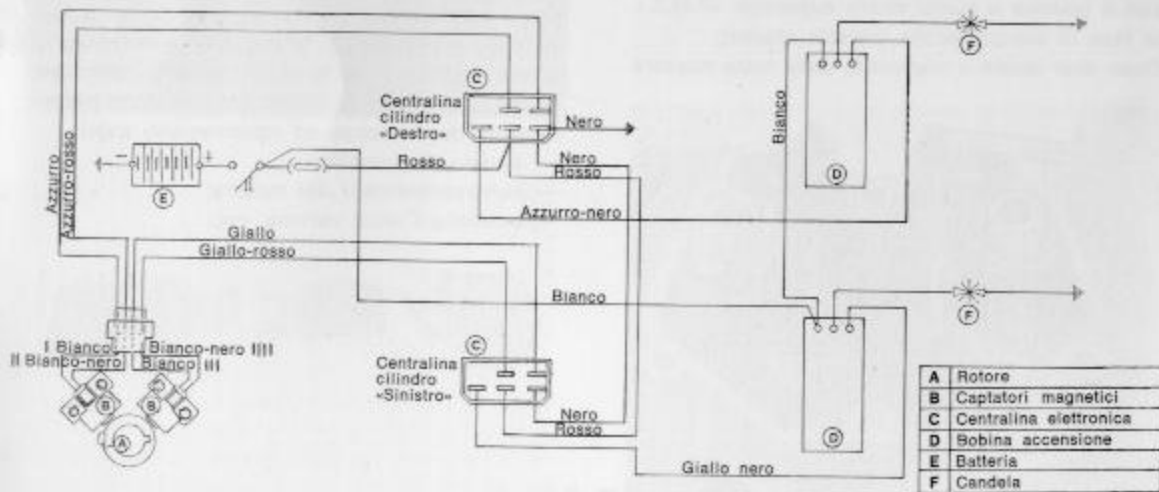 F
C
Centralina
cilindro
«Destro»
Nero
Bianco
Azzurro
Azzurro-rosso
− +
E
Rosso
Nero
Rosso
D
Azzurro-nero
Giallo
Giallo-rosso
Bianco
F
I Bianco
Bianco-nero IIII
II Bianco-nero
Bianco III
C
Centralina
cilindro
«Sinistro»
B
B
A
Nero
Rosso
D
Giallo nero
A Rotore
B Captatori magnetici
C Centralina elettronica
D Bobina accensione
E Batteria
F Candela